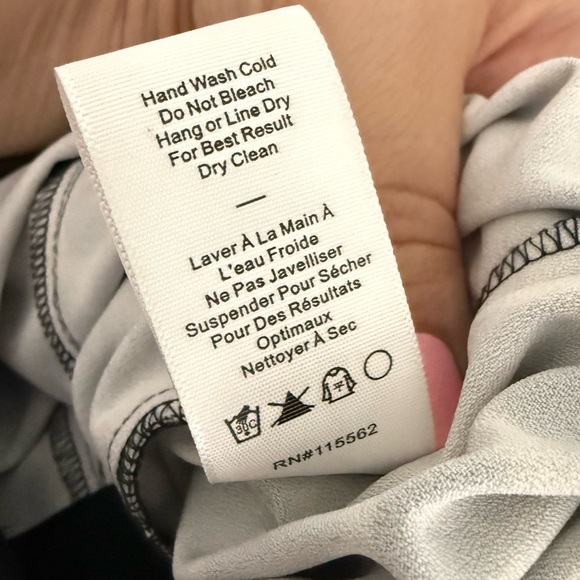 Hand Wash Cold
Do Not Bleach
Hang or Line Dry
For Best Result
Dry Clean
—
Laver À La Main À
L'eau Froide
Ne Pas Javelliser
Suspender Pour Sécher
Pour Des Résultats
Optimaux
Nettoyer À Sec
30C
RN#115562